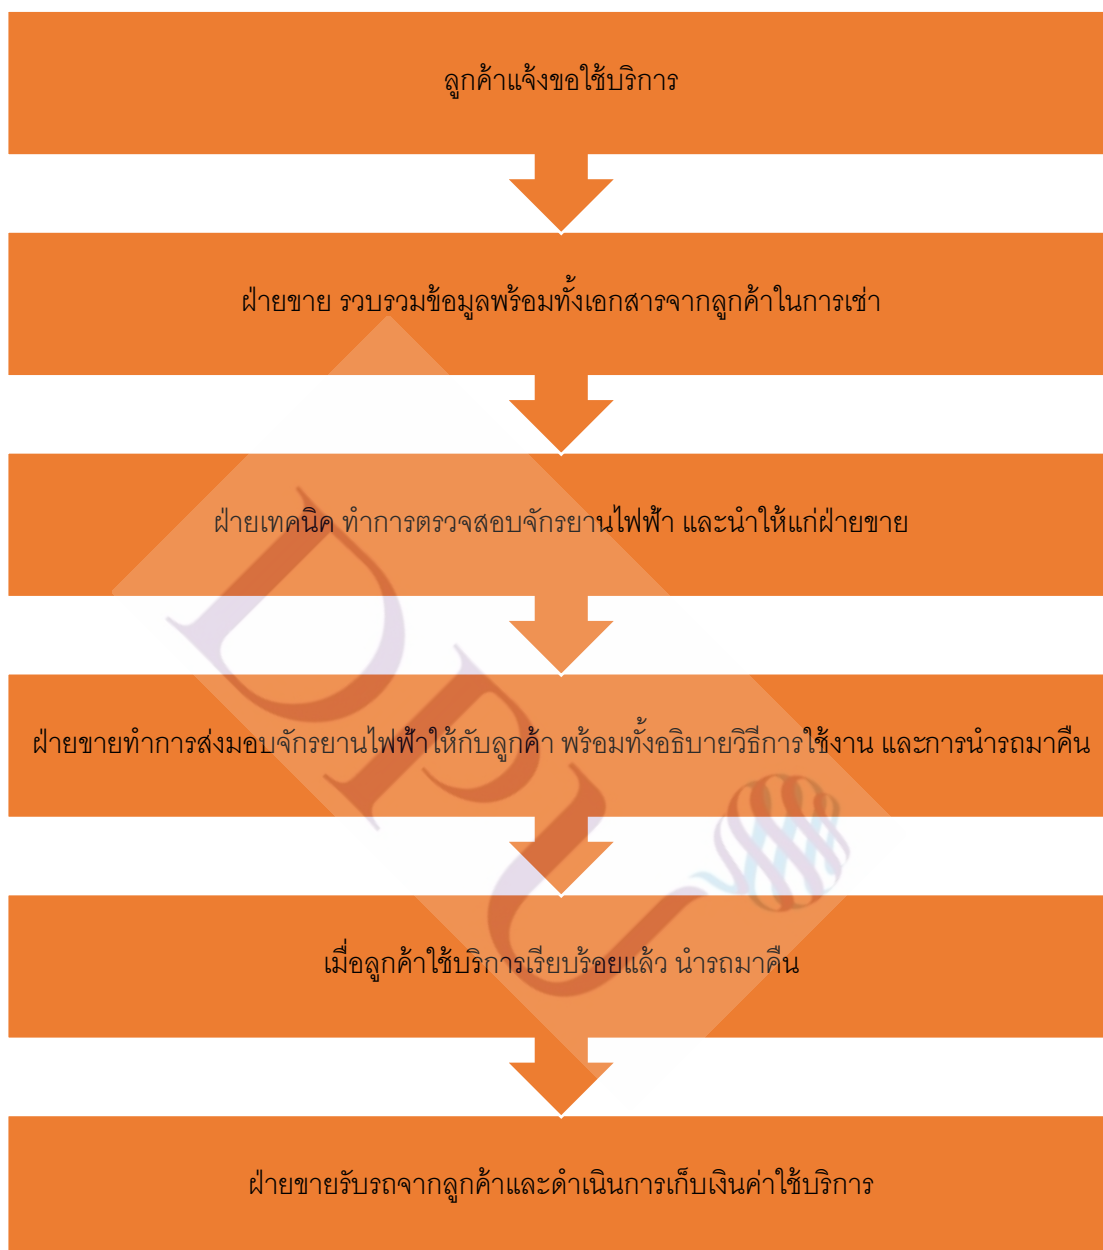 ลูกค้าแจ้งขอใช้บริการ
ฝ่ายขาย รวบรวมข้อมูลพร้อมทั้งเอกสารจากลูกค้าในการเช่า
ฝ่ายเทคนิค ทำการตรวจสอบจักรยานไฟฟ้า และนำให้แก่ฝ่ายขาย
ฝ่ายขายทำการส่งมอบจักรยานไฟฟ้าให้กับลูกค้า พร้อมทั้งอธิบายวิธีการใช้งาน และการนำรถมาคืน
เมื่อลูกค้าใช้บริการเรียบร้อยแล้ว นำรถมาคืน
ฝ่ายขายรับรถจากลูกค้าและดำเนินการเก็บเงินค่าใช้บริการ
DPU